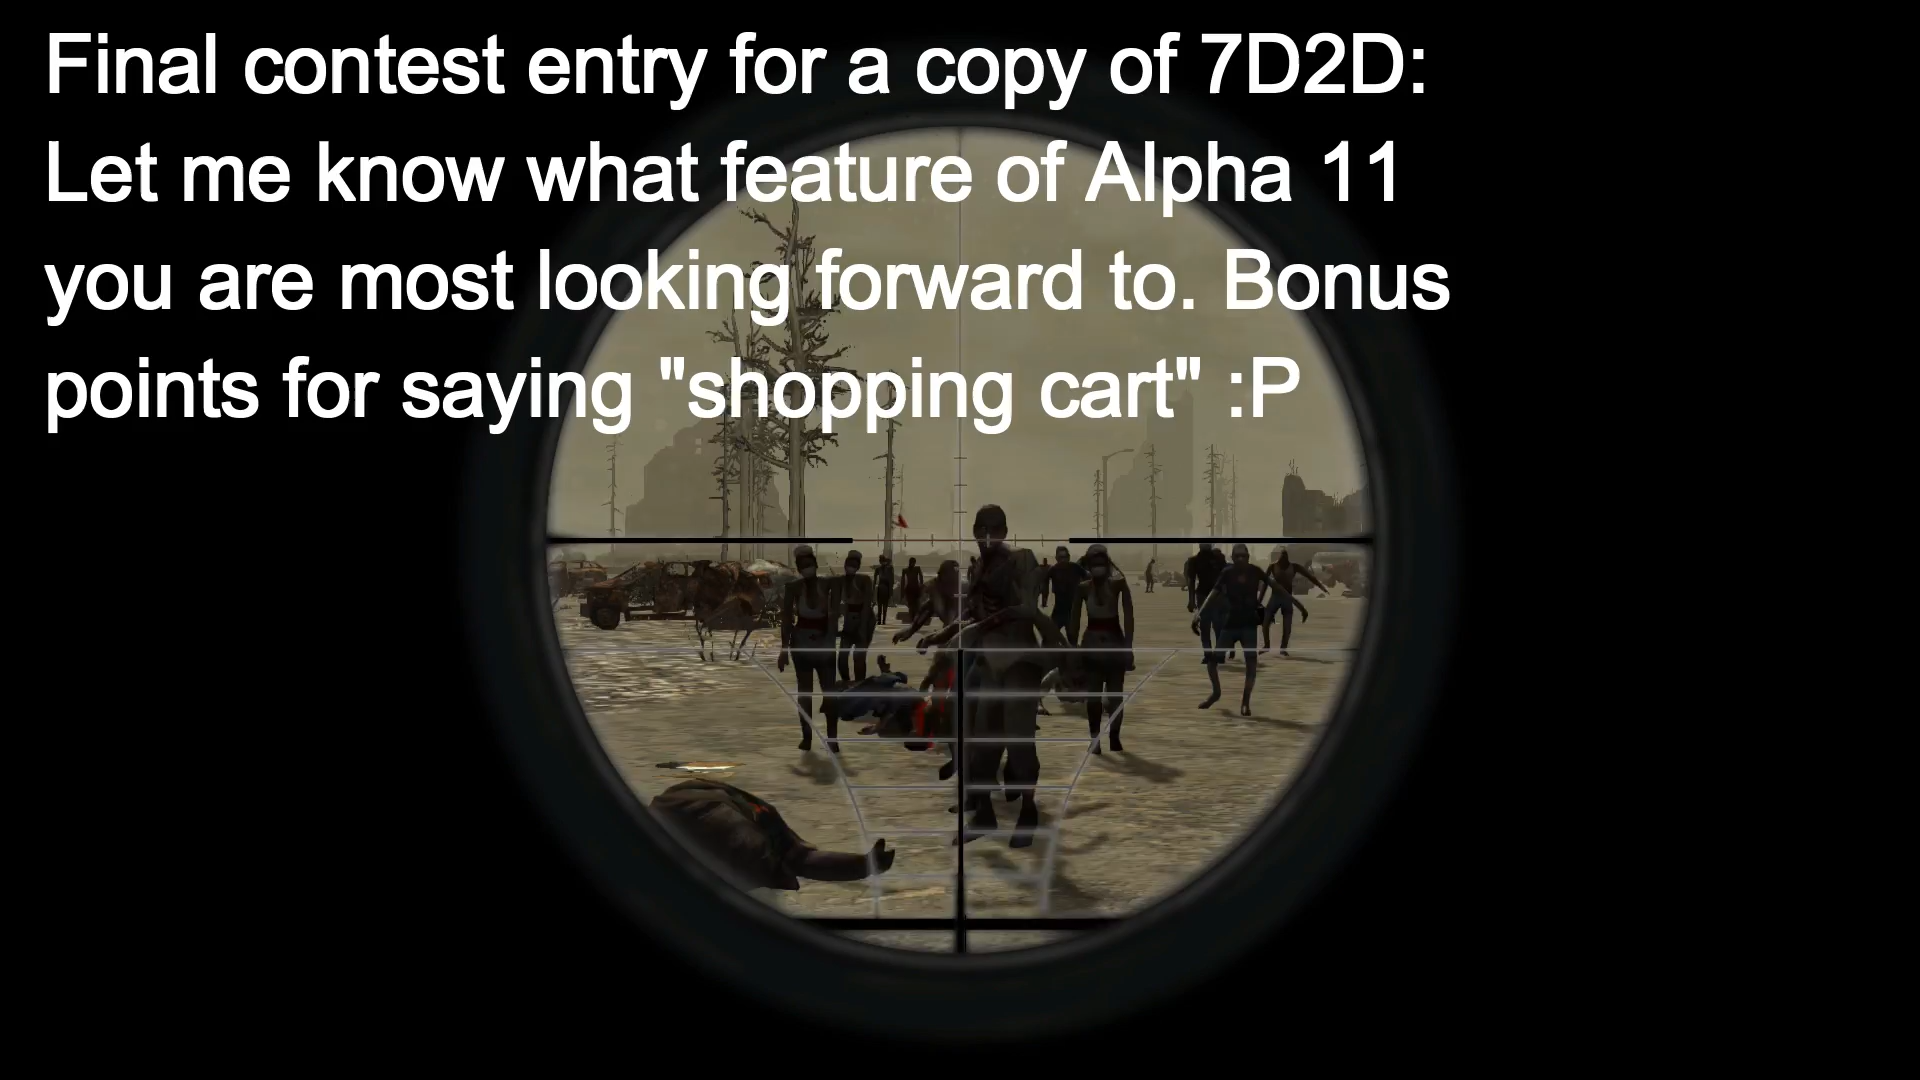 Final contest entry for a copy of 7D2D:
Let me know what feature of Alpha 11
you are most looking forward to. Bonus
points for saying "shopping cart" :P